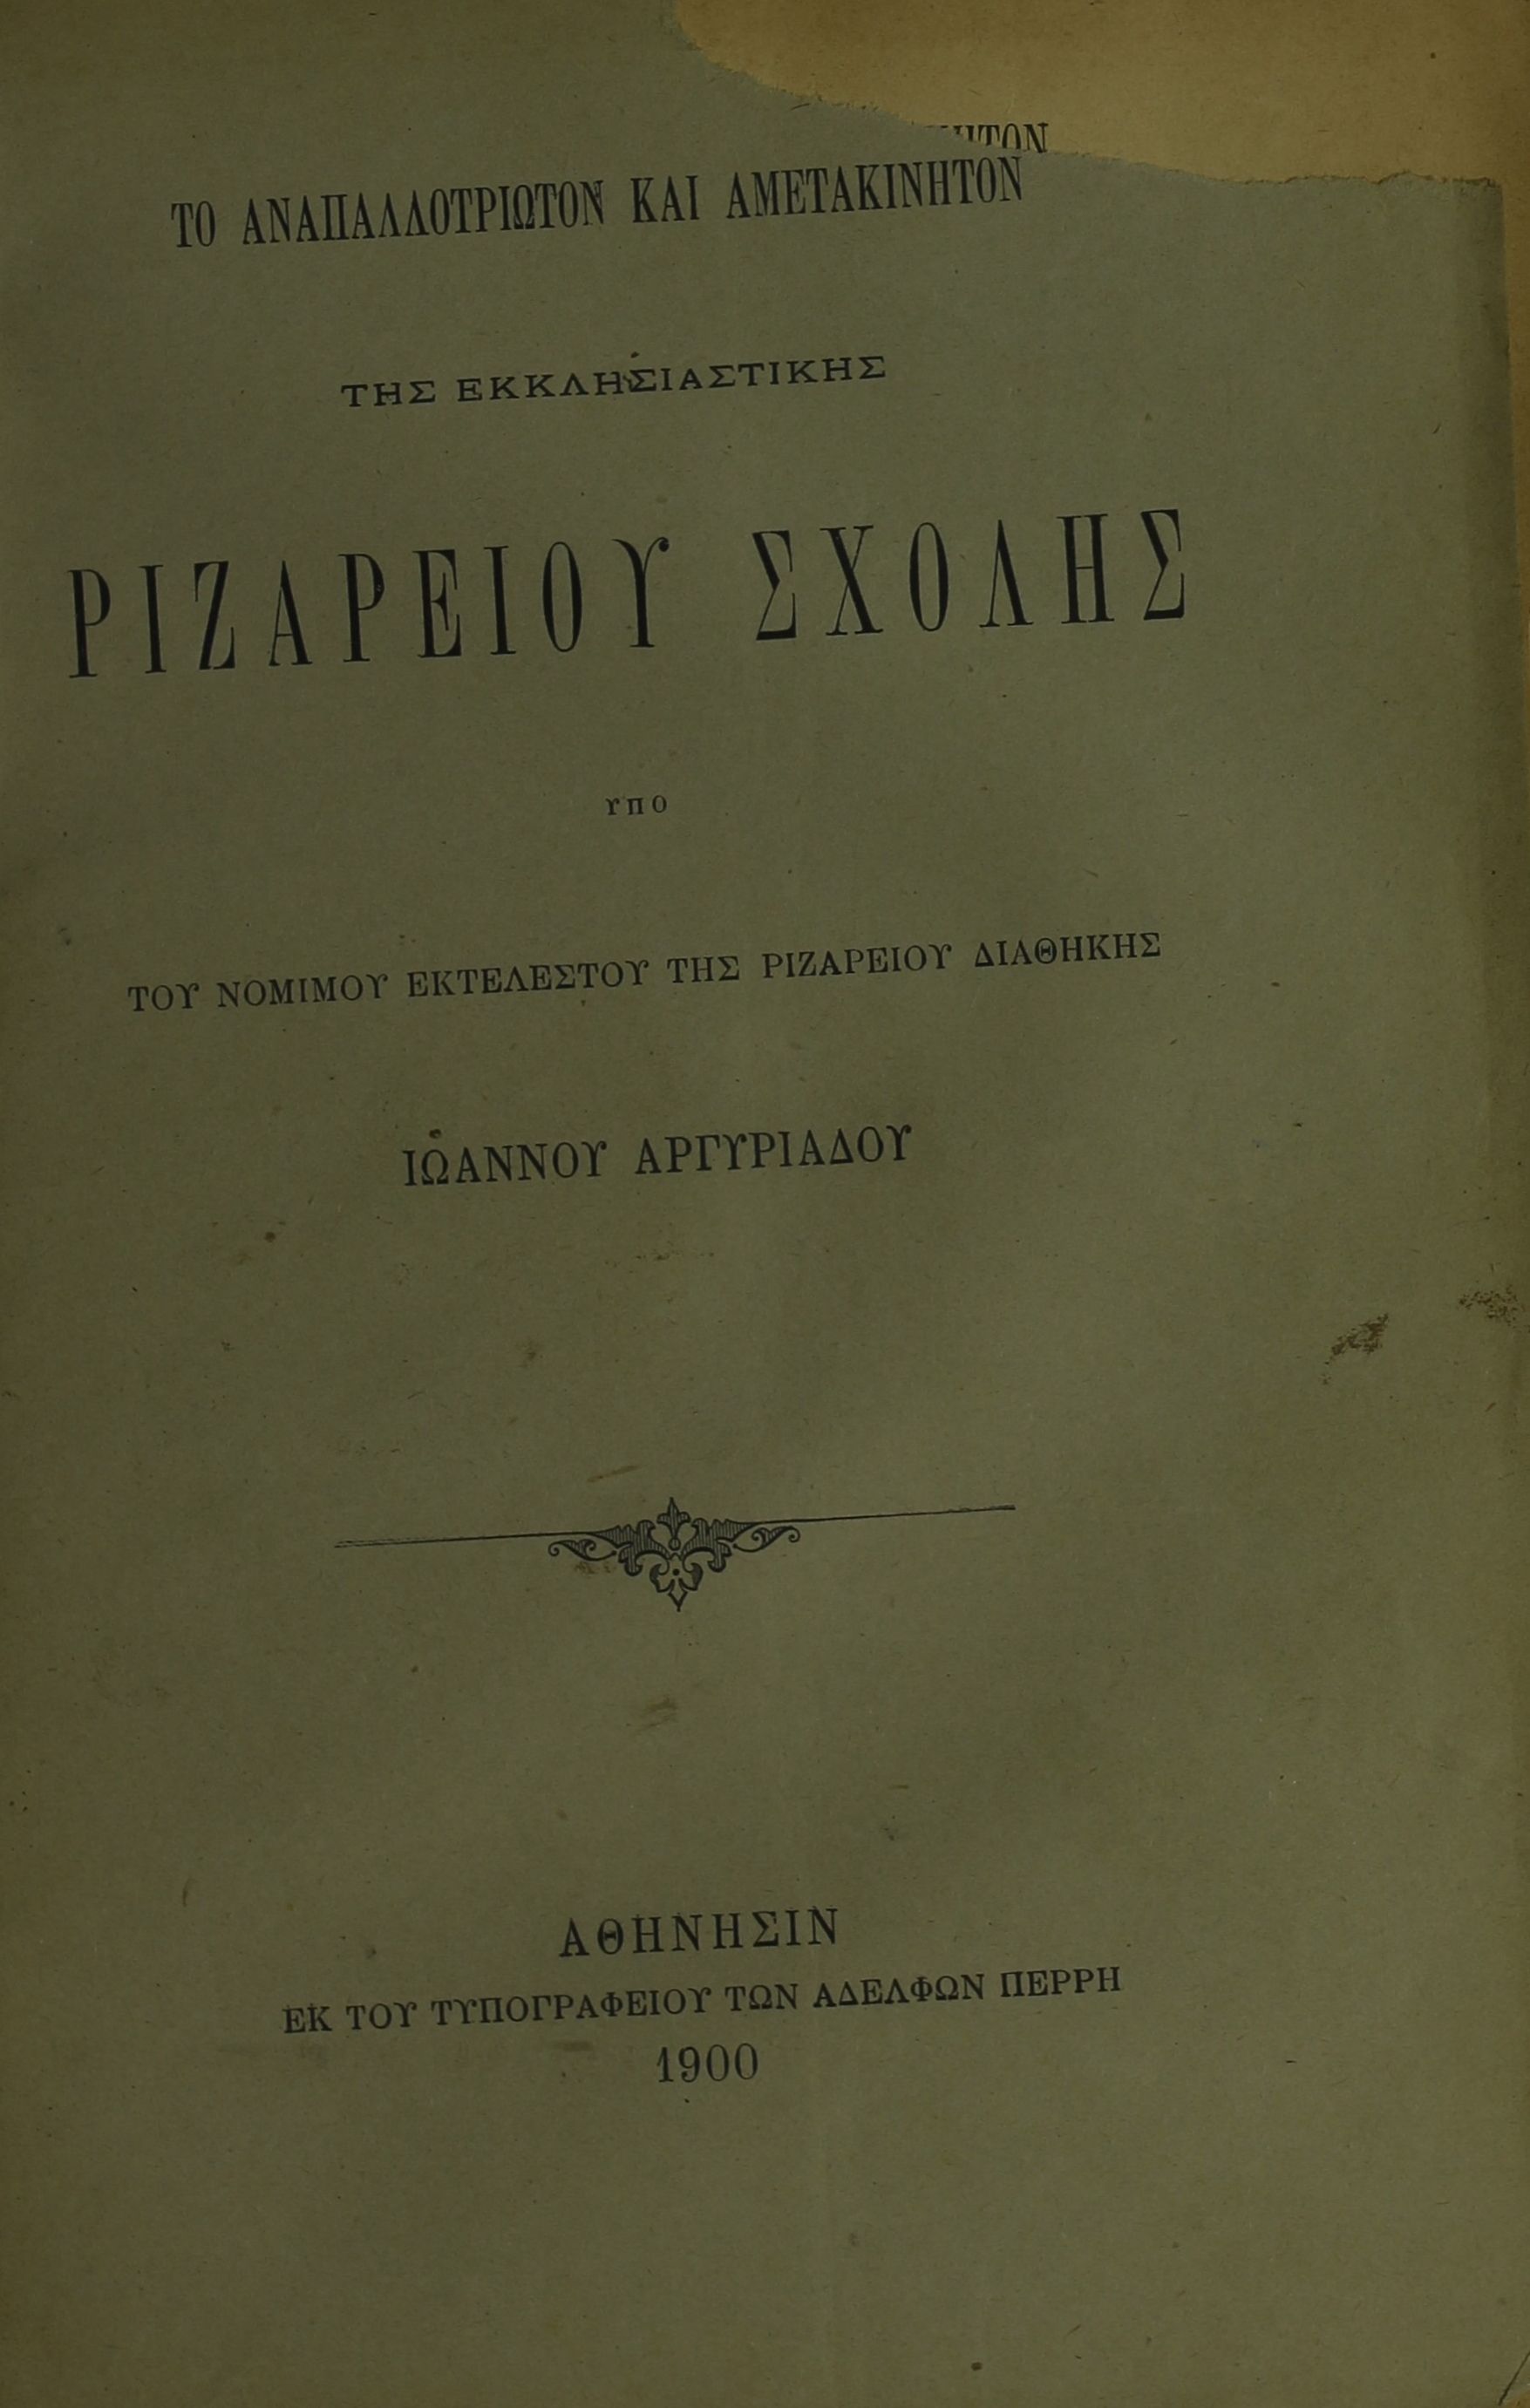 ΤΟ ΑΝΑΠΑΛΛΟΤΡΙΩΤΟΝ ΚΑΙ ΑΜΕΤΑΚΙΝΗΤΟΝ
ΤΗΣ ΕΚΚΛΗΣΙΑΣΤΙΚΗΣ
ΡΙΖΑΡΕΙΟΥ ΣΧΟΛΗΣ
ΥΠΟ
ΤΟΥ ΝΟΜΙΜΟΥ ΕΚΤΕΛΕΣΤΟΥ ΤΗΣ ΡΙΖΑΡΕΙΟΥ ΔΙΑΘΗΚΗΣ
ΙΩΑΝΝΟΥ ΑΡΓΥΡΙΑΔΟΥ
ΑΘΗΝΗΣΙΝ
ΕΚ ΤΟΥ ΤΥΠΟΓΡΑΦΕΙΟΥ ΤΩΝ ΑΔΕΛΦΩΝ ΠΕΡΡΗ
1900